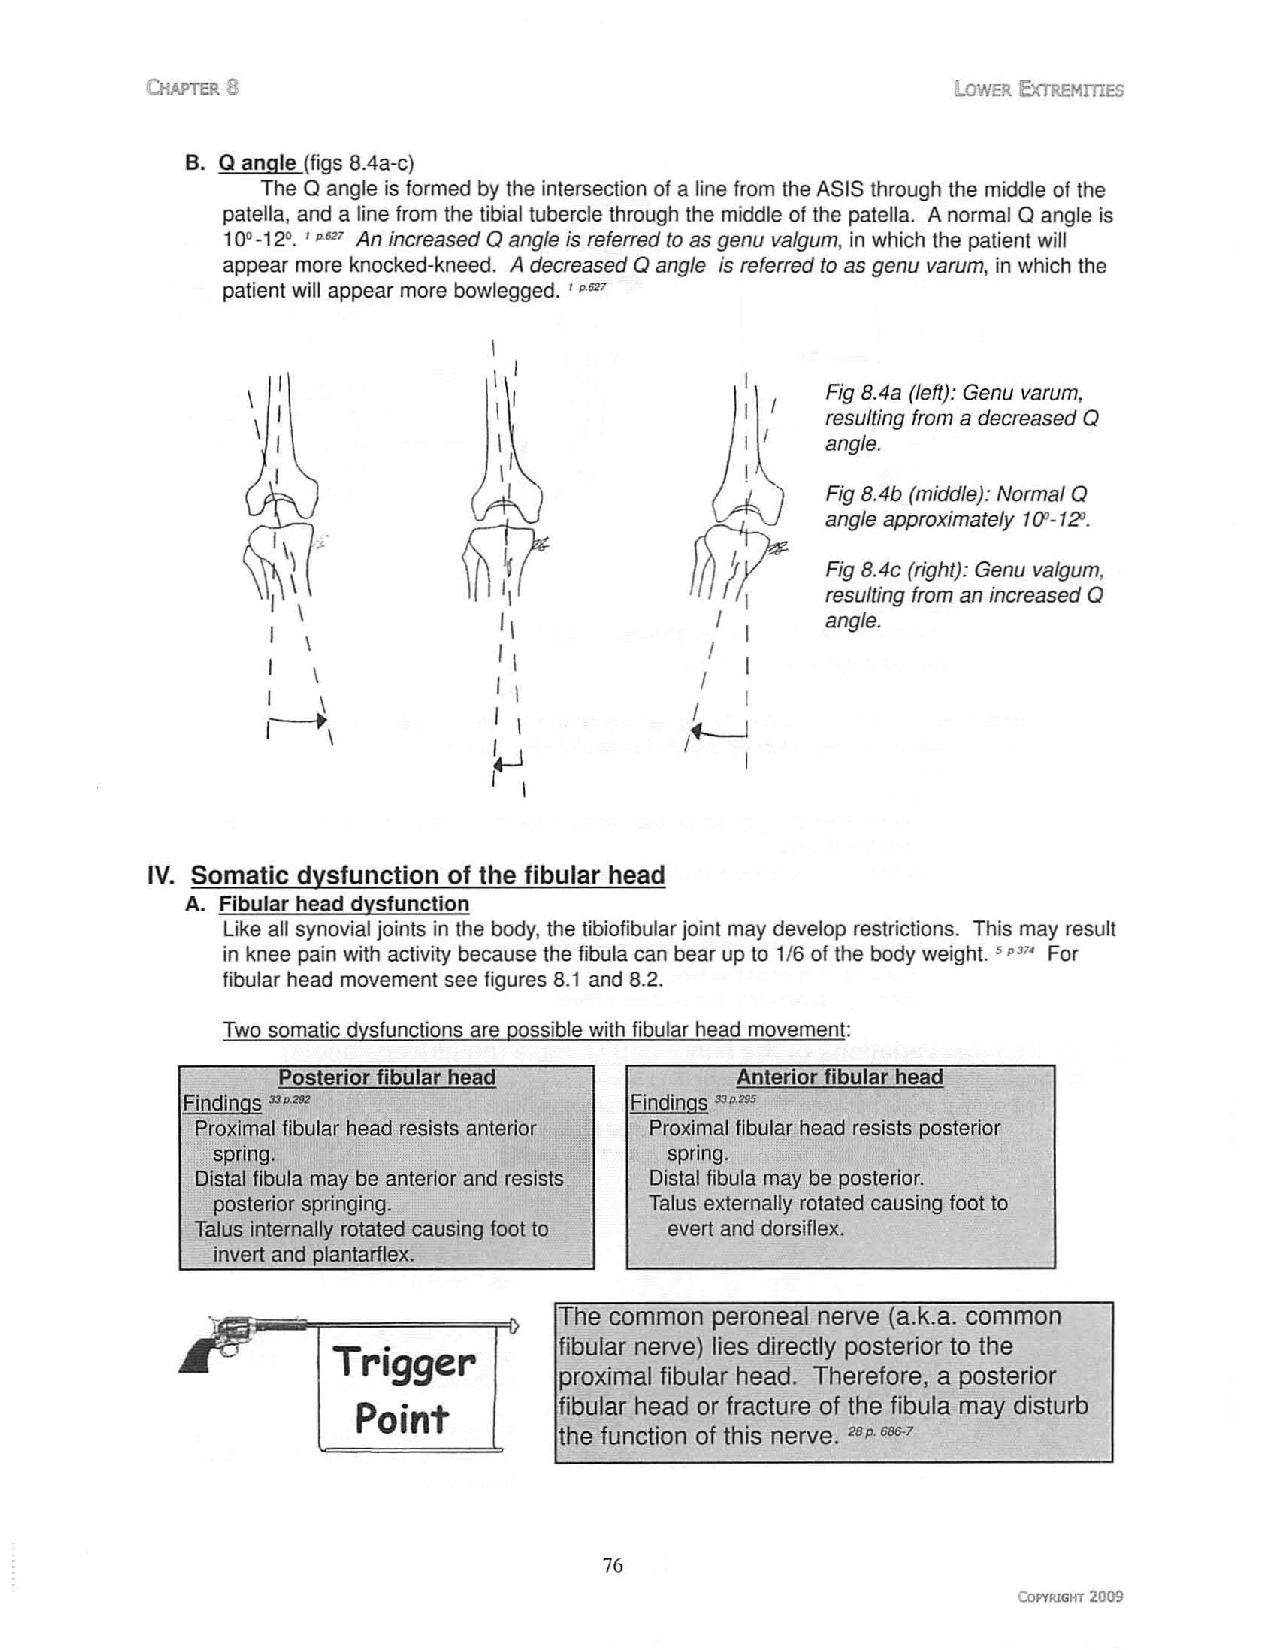 CHAPTER 8
LOWER EXTREMITIES
B. Q angle (figs 8.4a-c)
The Q angle is formed by the intersection of a line from the ASIS through the middle of the
patella, and a line from the tibial tubercle through the middle of the patella. A normal Q angle is
10º-12º. 1 p.627 An increased Q angle is referred to as genu valgum, in which the patient will
appear more knocked-kneed. A decreased Q angle is referred to as genu varum, in which the
patient will appear more bowlegged. 1 p.627
Fig 8.4a (left): Genu varum,
resulting from a decreased Q
angle.
Fig 8.4b (middle): Normal Q
angle approximately 10º-12º.
Fig 8.4c (right): Genu valgum,
resulting from an increased Q
angle.
IV. Somatic dysfunction of the fibular head
A. Fibular head dysfunction
Like all synovial joints in the body, the tibiofibular joint may develop restrictions. This may result
in knee pain with activity because the fibula can bear up to 1/6 of the body weight. 5 p 374 For
fibular head movement see figures 8.1 and 8.2.
Two somatic dysfunctions are possible with fibular head movement:
Posterior fibular head
Findings 33 p.292
Proximal fibular head resists anterior
spring.
Distal fibula may be anterior and resists
posterior springing.
Talus internally rotated causing foot to
invert and plantarflex.
Anterior fibular head
Findings 33 p.295
Proximal fibular head resists posterior
spring.
Distal fibula may be posterior.
Talus externally rotated causing foot to
evert and dorsiflex.
Trigger
Point
The common peroneal nerve (a.k.a. common
fibular nerve) lies directly posterior to the
proximal fibular head. Therefore, a posterior
fibular head or fracture of the fibula may disturb
the function of this nerve. 28 p. 686-7
76
COPYRIGHT 2009